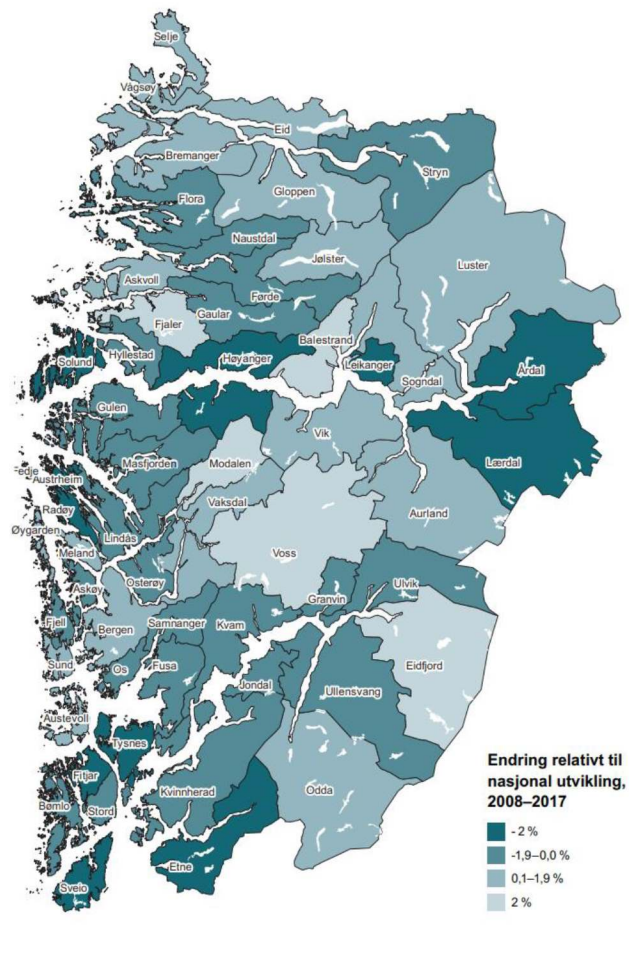 Selje
Vågsøy
Eid
Bremanger
Stryn
Flora
Gloppen
Naustdal
Jølster
Luster
Askvoll
Førde
Gaular
Fjaler
Balestrand
Hyllestad
Høyanger
Solund
Leikanger
Årdal
Sogndal
Gulen
Vik
Masfjorden
Modalen
Lærdal
edje
Austrheim
Vaksdal
Radøy
Aurland
Øygarden
Lindås
Meland
Voss
Osterøy
Ulvik
Askøy
Granvin
Fjell
Bergen
Samnanger
Kvam
Sund
Os
Fusa
Eidfjord
Jondal
Ullensvang
Austevoll
Tysnes
Fitjar
Bømlo
Stord
Kvinnherad
Odda
Etne
Sveio
Endring relativt til
nasjonal utvikling,
2008–2017
- 2 %
-1,9–0,0 %
0,1–1,9 %
2 %